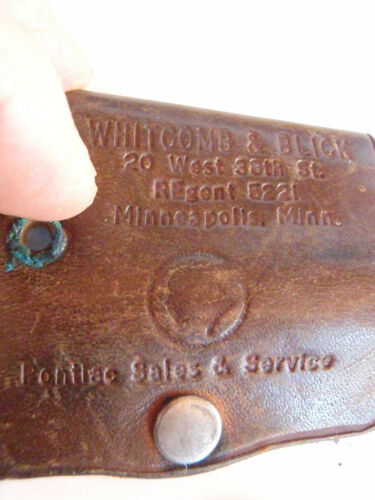 WHITCOMB & BLICK
20 West 38th St.
REgent 5221
Minneapolis, Minn.
Pontiac Sales & Service